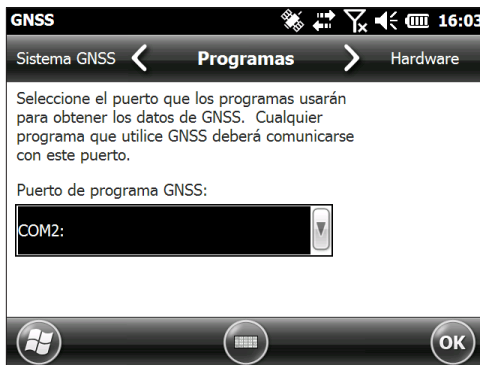 GNSS 16:03
Sistema GNSS Programas Hardware
Seleccione el puerto que los programas usarán
para obtener los datos de GNSS. Cualquier
programa que utilice GNSS deberá comunicarse
con este puerto.
Puerto de programa GNSS:
COM2:
OK